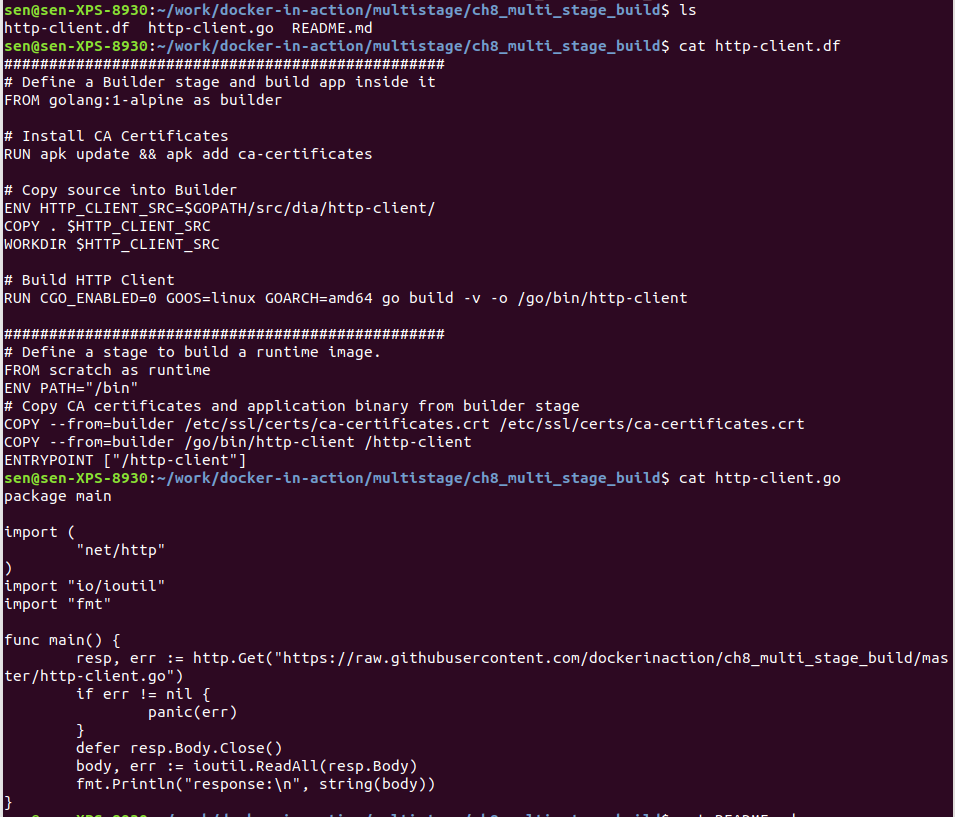 sen@sen-XPS-8930:~/work/docker-in-action/multistage/ch8_multi_stage_build$ ls
http-client.df  http-client.go  README.md
sen@sen-XPS-8930:~/work/docker-in-action/multistage/ch8_multi_stage_build$ cat http-client.df
#################################################
# Define a Builder stage and build app inside it
FROM golang:1-alpine as builder

# Install CA Certificates
RUN apk update && apk add ca-certificates

# Copy source into Builder
ENV HTTP_CLIENT_SRC=$GOPATH/src/dia/http-client/
COPY . $HTTP_CLIENT_SRC
WORKDIR $HTTP_CLIENT_SRC

# Build HTTP Client
RUN CGO_ENABLED=0 GOOS=linux GOARCH=amd64 go build -v -o /go/bin/http-client

#################################################
# Define a stage to build a runtime image.
FROM scratch as runtime
ENV PATH="/bin"
# Copy CA certificates and application binary from builder stage
COPY --from=builder /etc/ssl/certs/ca-certificates.crt /etc/ssl/certs/ca-certificates.crt
COPY --from=builder /go/bin/http-client /http-client
ENTRYPOINT ["/http-client"]
sen@sen-XPS-8930:~/work/docker-in-action/multistage/ch8_multi_stage_build$ cat http-client.go
package main

import (
        "net/http"
)
import "io/ioutil"
import "fmt"

func main() {
        resp, err := http.Get("https://raw.githubusercontent.com/dockerinaction/ch8_multi_stage_build/mas
ter/http-client.go")
        if err != nil {
                panic(err)
        }
        defer resp.Body.Close()
        body, err := ioutil.ReadAll(resp.Body)
        fmt.Println("response:\n", string(body))
}